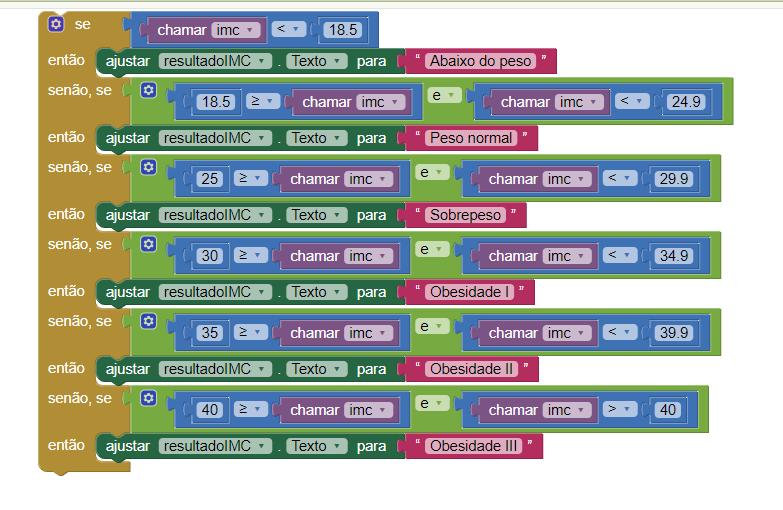 se chamar imc < 18.5
então ajustar resultadoIMC . Texto para “ Abaixo do peso ”
senão, se 18.5 ≥ chamar imc e chamar imc < 24.9
então ajustar resultadoIMC . Texto para “ Peso normal ”
senão, se 25 ≥ chamar imc e chamar imc < 29.9
então ajustar resultadoIMC . Texto para “ Sobrepeso ”
senão, se 30 ≥ chamar imc e chamar imc < 34.9
então ajustar resultadoIMC . Texto para “ Obesidade I ”
senão, se 35 ≥ chamar imc e chamar imc < 39.9
então ajustar resultadoIMC . Texto para “ Obesidade II ”
senão, se 40 ≥ chamar imc e chamar imc > 40
então ajustar resultadoIMC . Texto para “ Obesidade III ”